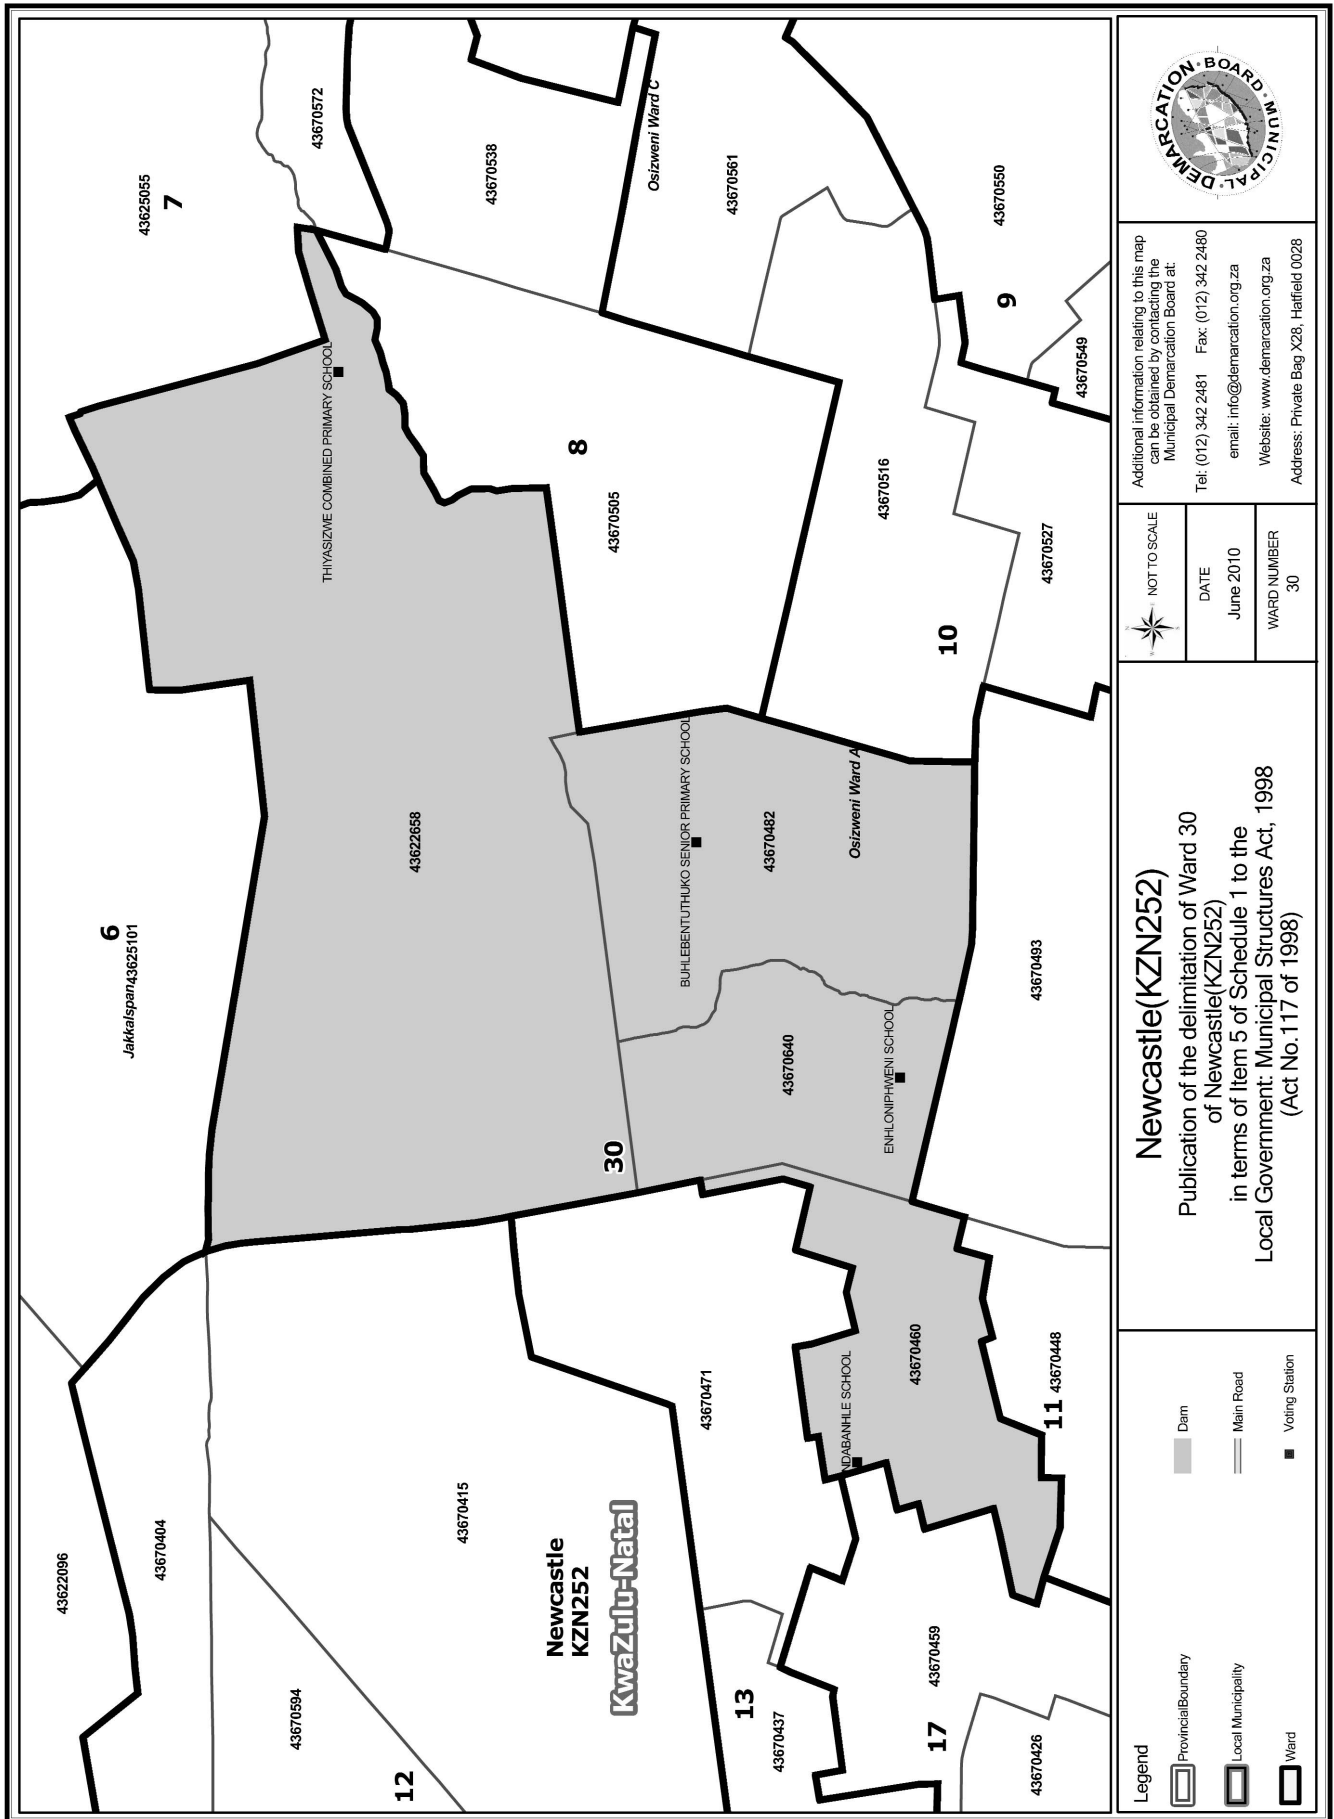 43622096
43670404
43670594
12
43670415
Newcastle
KZN252
KwaZulu-Natal
13
43670437
17
43670426
43670459
43670471
NDABANHLE SCHOOL
43670460
11
43670448
6
Jakkalspan
43625101
30
43622658
43670640
ENHLONIPHWENI SCHOOL
BUHLEBENTUTHUKO SENIOR PRIMARY SCHOOL
43670482
Osizweni Ward A
43670493
7
43625055
43670572
THIYASIZWE COMBINED PRIMARY SCHOOL
43670538
Osizweni Ward C
43670561
8
43670505
43670516
10
43670527
9
43670550
43670549
Legend
ProvincialBoundary
Local Municipality
Ward
Dam
Main Road
Voting Station
Newcastle(KZN252)
Publication of the delimitation of Ward 30
of Newcastle(KZN252)
in terms of Item 5 of Schedule 1 to the
Local Government: Municipal Structures Act, 1998
(Act No.117 of 1998)
NOT TO SCALE
DATE
June 2010
WARD NUMBER
30
Additional information relating to this map
can be obtained by contacting the
Municipal Demarcation Board at:
Tel: (012) 342 2481 Fax: (012) 342 2480
email: info@demarcation.org.za
Website: www.demarcation.org.za
Address: Private Bag X28, Hatfield 0028
MUNICIPAL • DEMARCATION • BOARD •